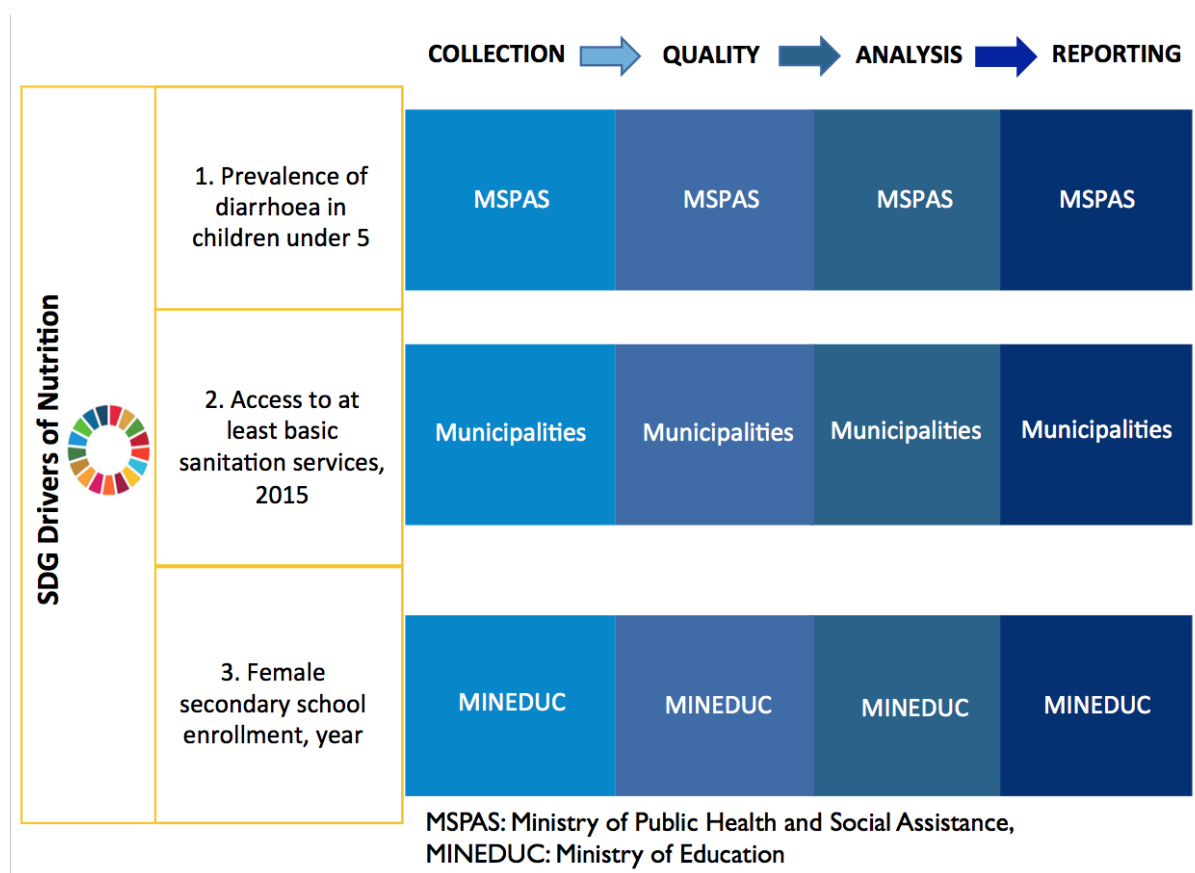 COLLECTION QUALITY ANALYSIS REPORTING
SDG Drivers of Nutrition
1. Prevalence of
diarrhoea in
children under 5
MSPAS MSPAS MSPAS MSPAS
2. Access to at
least basic
sanitation services,
2015
Municipalities Municipalities Municipalities Municipalities
3. Female
secondary school
enrollment, year
MINEDUC MINEDUC MINEDUC MINEDUC
MSPAS: Ministry of Public Health and Social Assistance,
MINEDUC: Ministry of Education